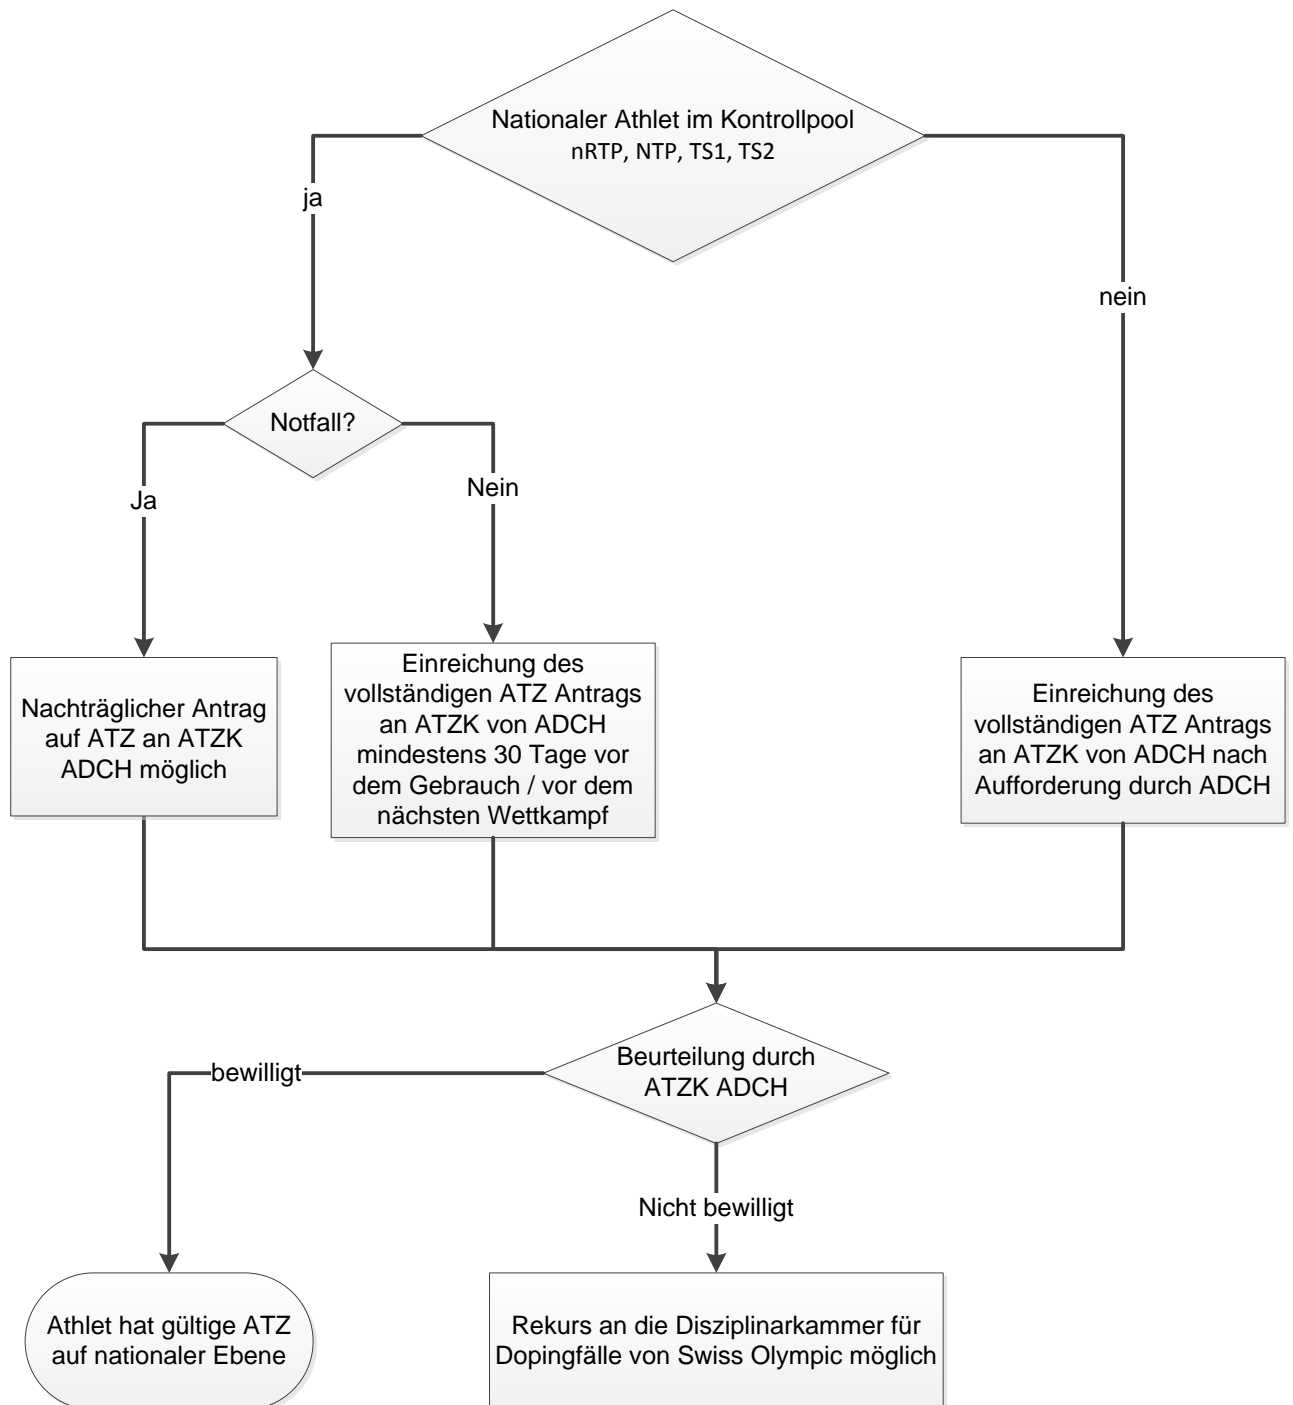 Nationaler Athlet im Kontrollpool
nRTP, NTP, TS1, TS2
ja
nein
Notfall?
Ja
Nein
Nachträglicher Antrag
auf ATZ an ATZK
ADCH möglich
Einreichung des
vollständigen ATZ Antrags
an ATZK von ADCH
mindestens 30 Tage vor
dem Gebrauch / vor dem
nächsten Wettkampf
Einreichung des
vollständigen ATZ Antrags
an ATZK von ADCH nach
Aufforderung durch ADCH
Beurteilung durch
ATZK ADCH
bewilligt
Nicht bewilligt
Athlet hat gültige ATZ
auf nationaler Ebene
Rekurs an die Disziplinarkammer für
Dopingfälle von Swiss Olympic möglich